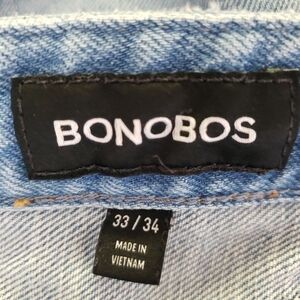 BONOBOS
33 / 34
MADE IN
VIETNAM